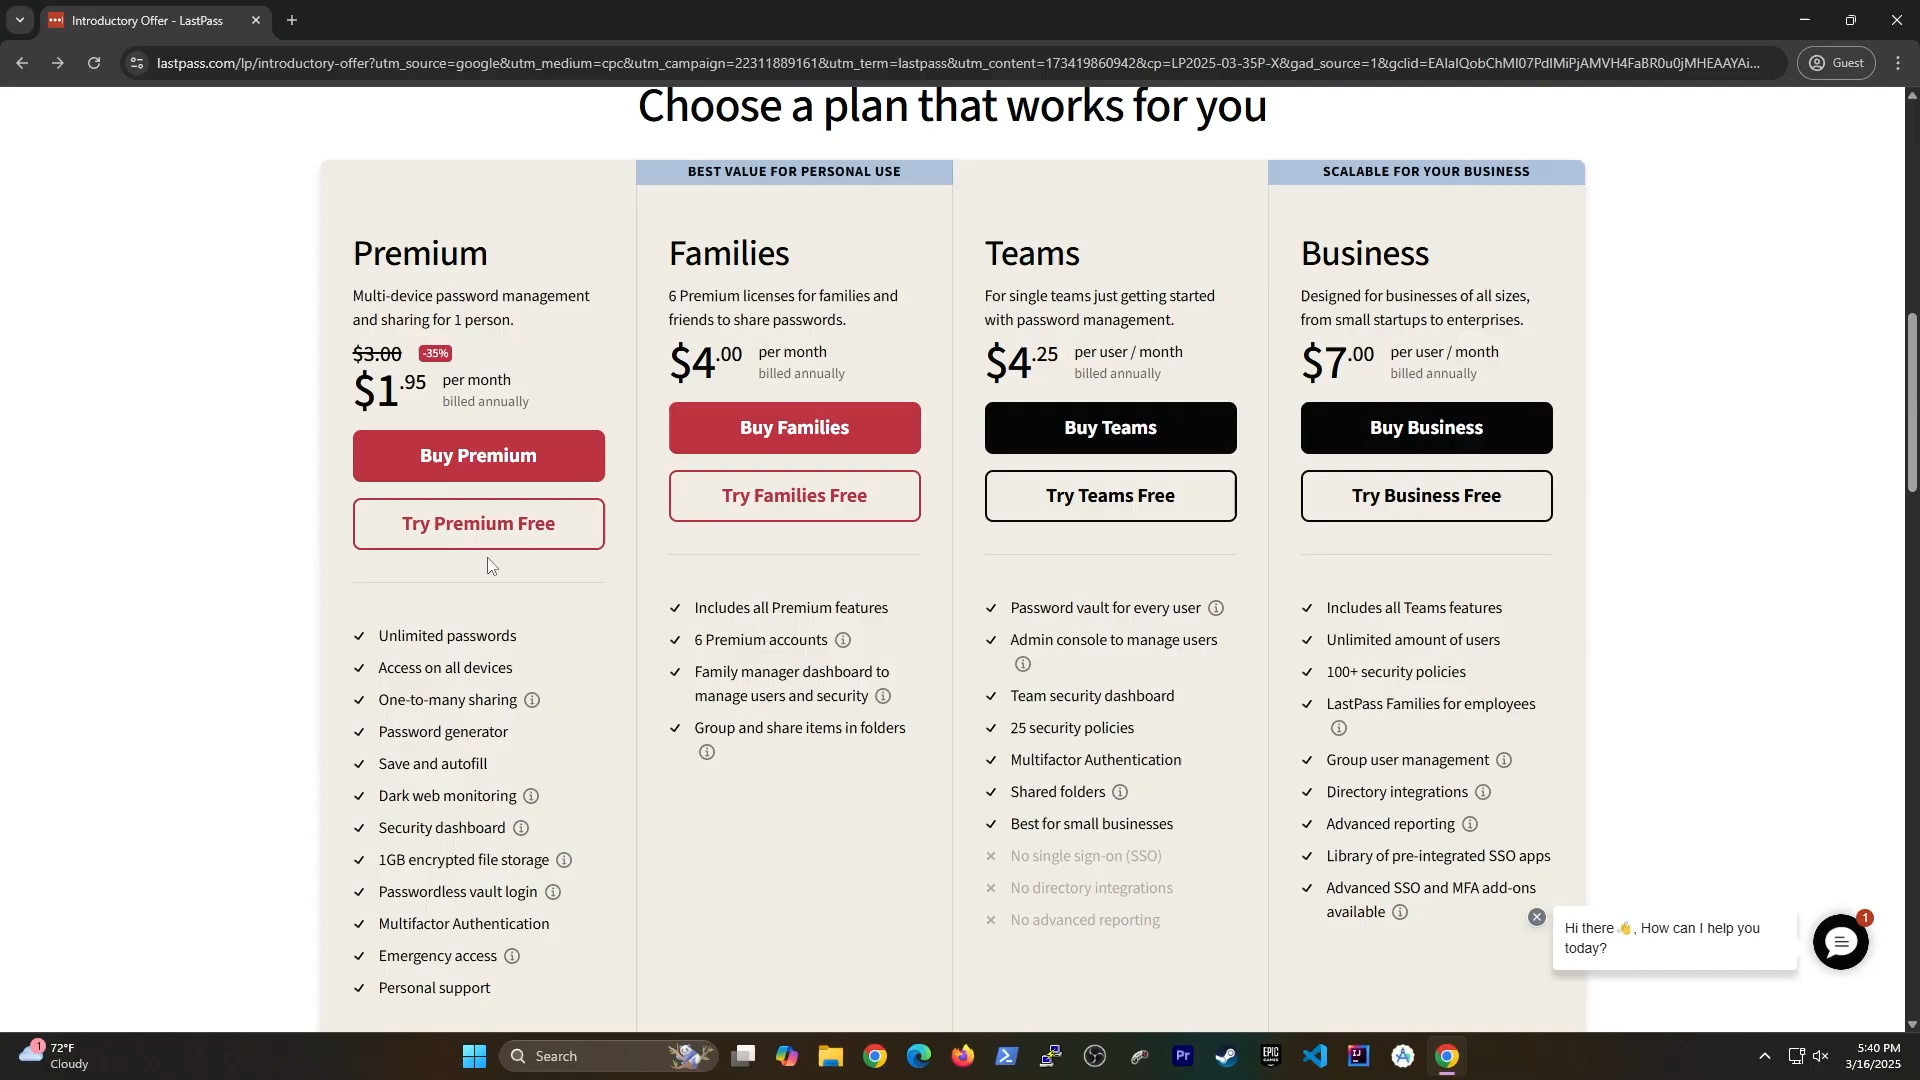 Introductory Offer - LastPass
lastpass.com/lp/introductory-offer?utm_source=google&utm_medium=cpc&utm_campaign=22311889161&utm_term=lastpass&utm_content=173419860942&cp=LP2025-03-35P-X&gad_source=1&gclid=EAIaIQobChMI07PdIMiPjAMVH4FaBR0u0jMHEAAYAi...
Guest
Choose a plan that works for you
BEST VALUE FOR PERSONAL USE
SCALABLE FOR YOUR BUSINESS
Premium
Multi-device password management
and sharing for 1 person.
$3.00 -35%
$1.95 per month
billed annually
Buy Premium
Try Premium Free
Unlimited passwords
Access on all devices
One-to-many sharing
Password generator
Save and autofill
Dark web monitoring
Security dashboard
1GB encrypted file storage
Passwordless vault login
Multifactor Authentication
Emergency access
Personal support
Families
6 Premium licenses for families and
friends to share passwords.
$4.00 per month
billed annually
Buy Families
Try Families Free
Includes all Premium features
6 Premium accounts
Family manager dashboard to
manage users and security
Group and share items in folders
Teams
For single teams just getting started
with password management.
$4.25 per user / month
billed annually
Buy Teams
Try Teams Free
Password vault for every user
Admin console to manage users
Team security dashboard
25 security policies
Multifactor Authentication
Shared folders
Best for small businesses
No single sign-on (SSO)
No directory integrations
No advanced reporting
Business
Designed for businesses of all sizes,
from small startups to enterprises.
$7.00 per user / month
billed annually
Buy Business
Try Business Free
Includes all Teams features
Unlimited amount of users
100+ security policies
LastPass Families for employees
Group user management
Directory integrations
Advanced reporting
Library of pre-integrated SSO apps
Advanced SSO and MFA add-ons
available
Hi there 👋, How can I help you
today?
1
1
72°F
Cloudy
Search
Pr
EPIC
GAMES
IJ
5:40 PM
3/16/2025